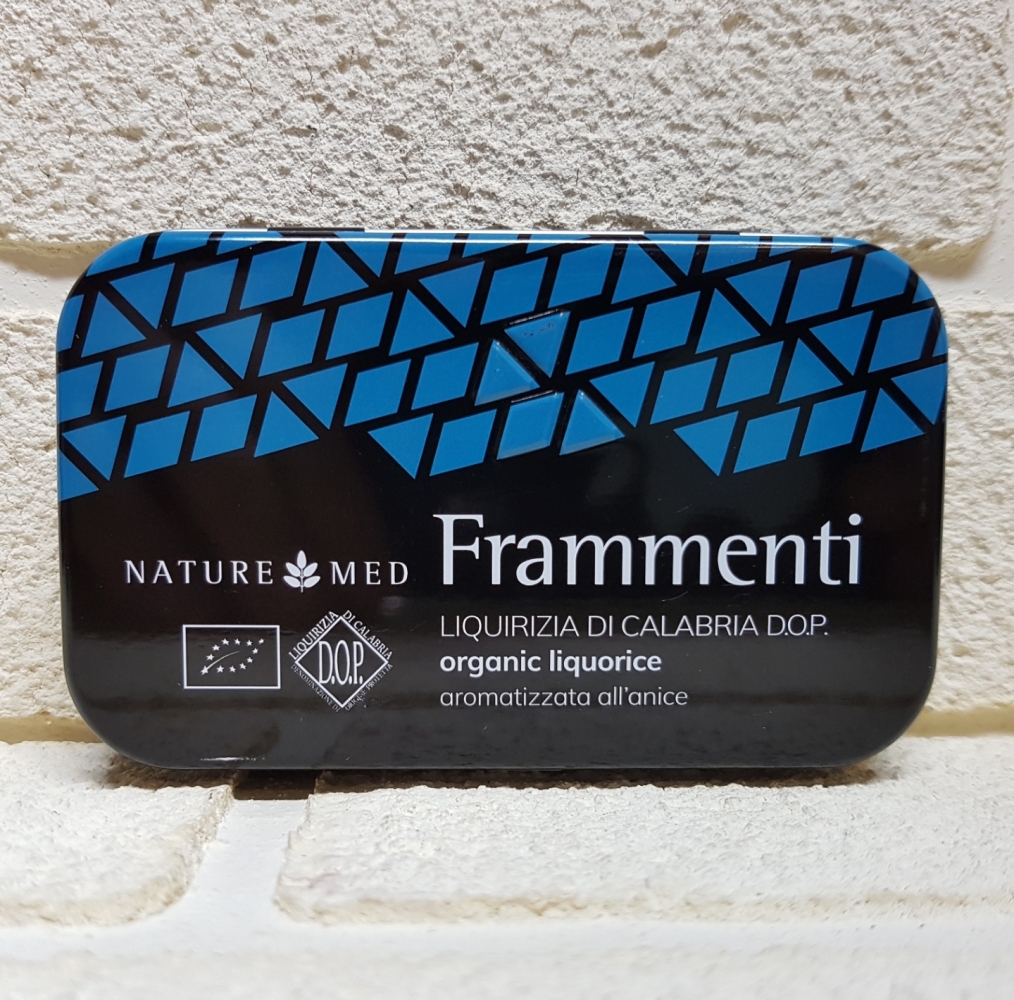 NATURE MED
Frammenti
LIQUIRIZIA DI CALABRIA D.O.P.
organic liquorice
aromatizzata all'anice
LIQUIRIZIA DI CALABRIA
D.O.P.